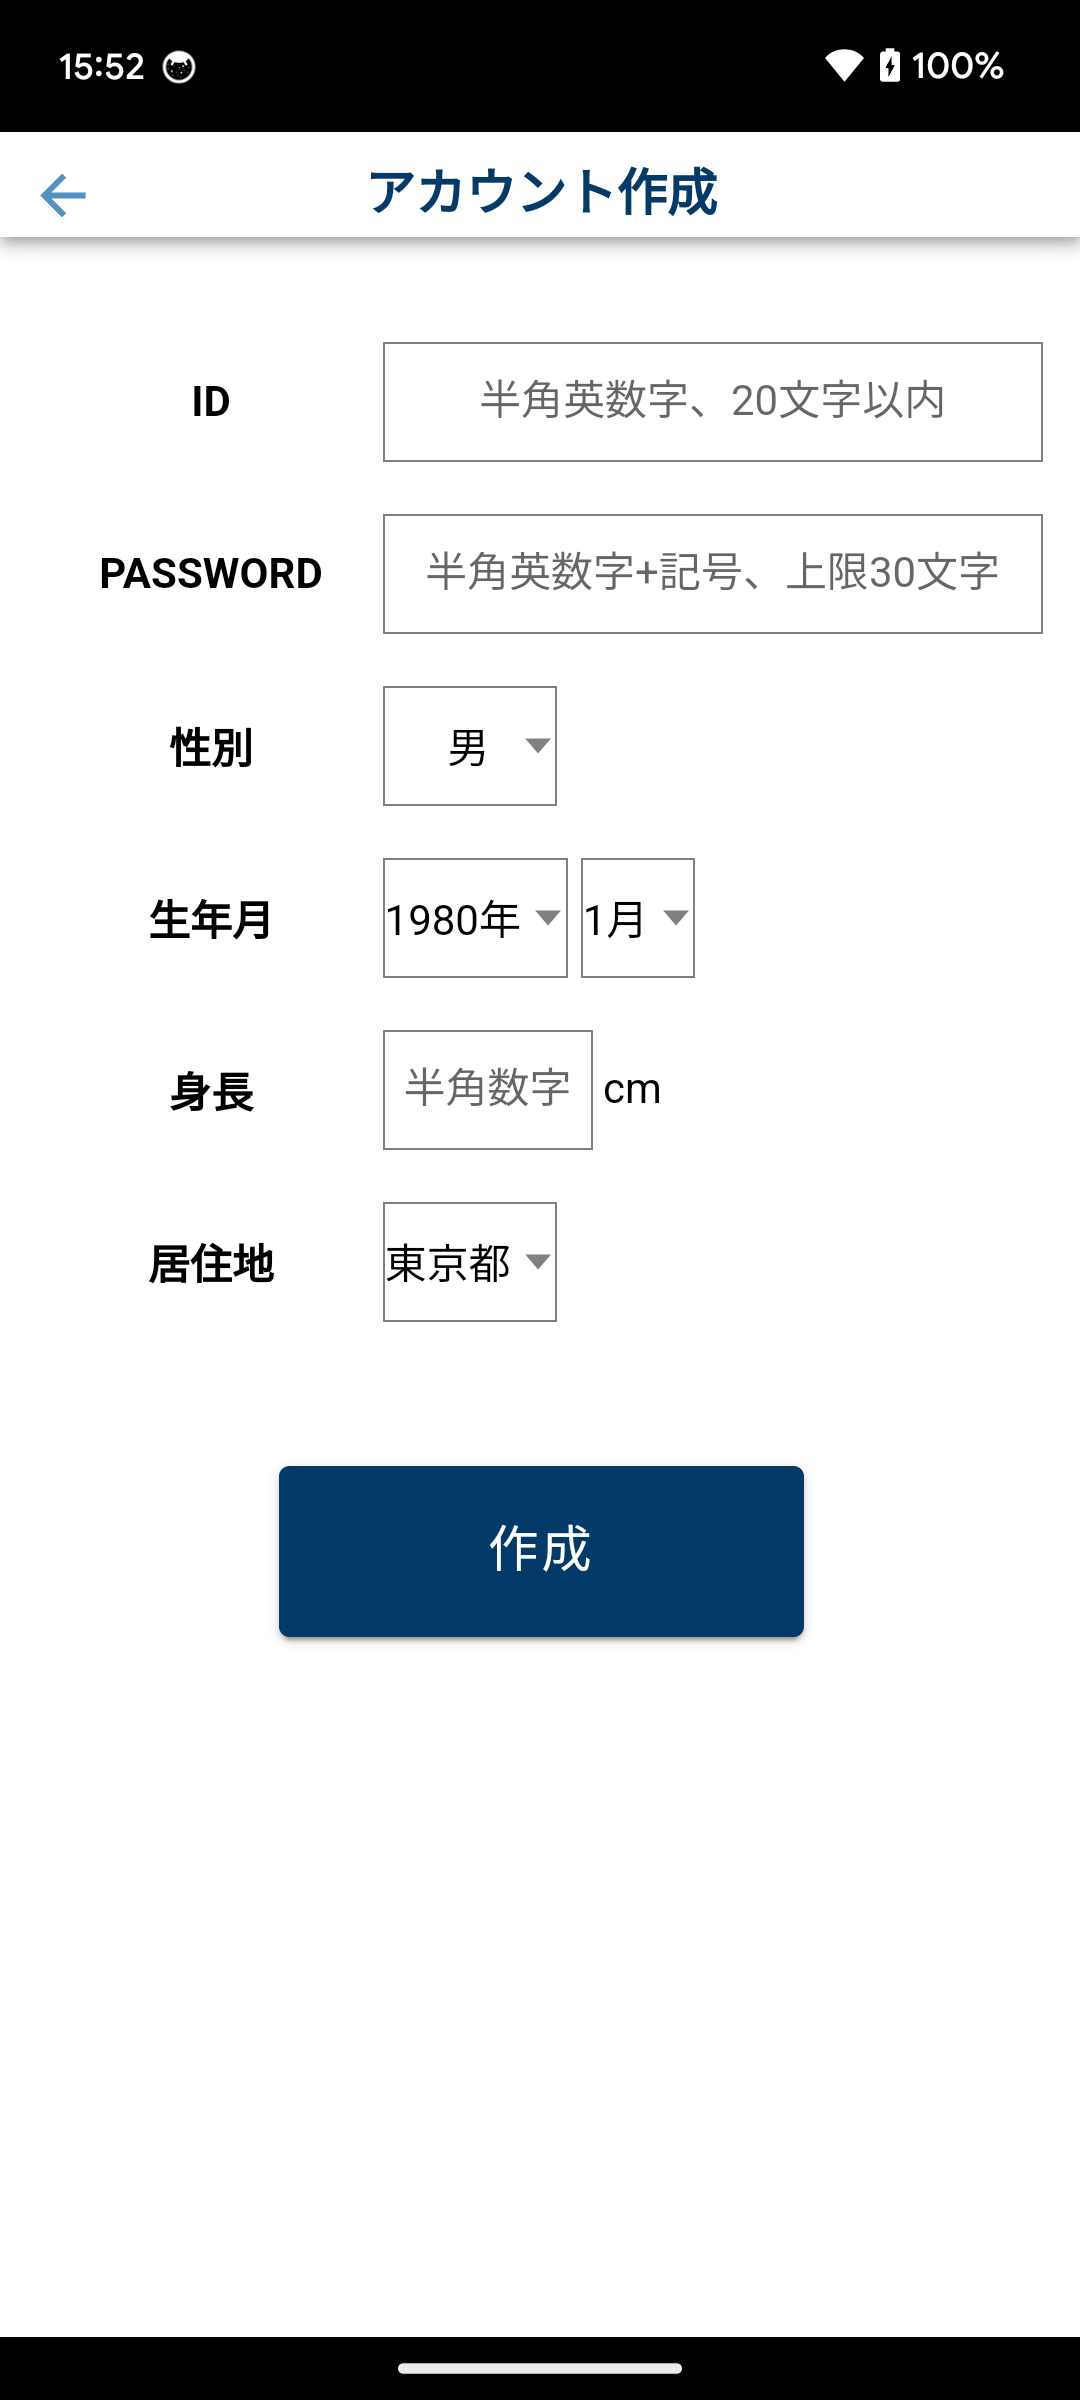 15:52 100%
アカウント作成
ID 半角英数字、20文字以内
PASSWORD 半角英数字+記号、上限30文字
性別 男
生年月 1980年 1月
身長 半角数字 cm
居住地 東京都
作成